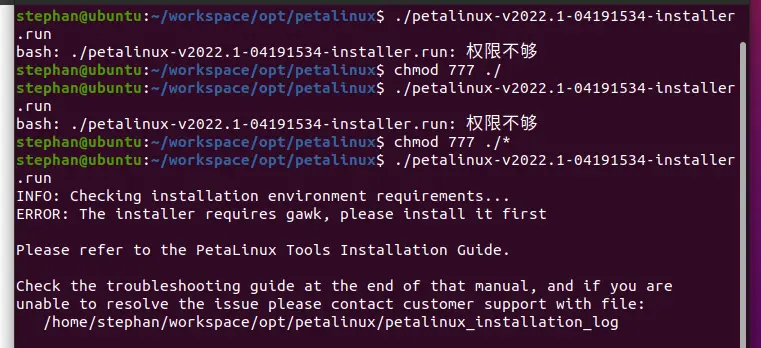 stephan@ubuntu:~/workspace/opt/petalinux$ ./petalinux-v2022.1-04191534-installer
.run
bash: ./petalinux-v2022.1-04191534-installer.run: 权限不够
stephan@ubuntu:~/workspace/opt/petalinux$ chmod 777 ./
stephan@ubuntu:~/workspace/opt/petalinux$ ./petalinux-v2022.1-04191534-installer
.run
bash: ./petalinux-v2022.1-04191534-installer.run: 权限不够
stephan@ubuntu:~/workspace/opt/petalinux$ chmod 777 ./*
stephan@ubuntu:~/workspace/opt/petalinux$ ./petalinux-v2022.1-04191534-installer
.run
INFO: Checking installation environment requirements...
ERROR: The installer requires gawk, please install it first
Please refer to the PetaLinux Tools Installation Guide.
Check the troubleshooting guide at the end of that manual, and if you are
unable to resolve the issue please contact customer support with file:
/home/stephan/workspace/opt/petalinux/petalinux_installation_log